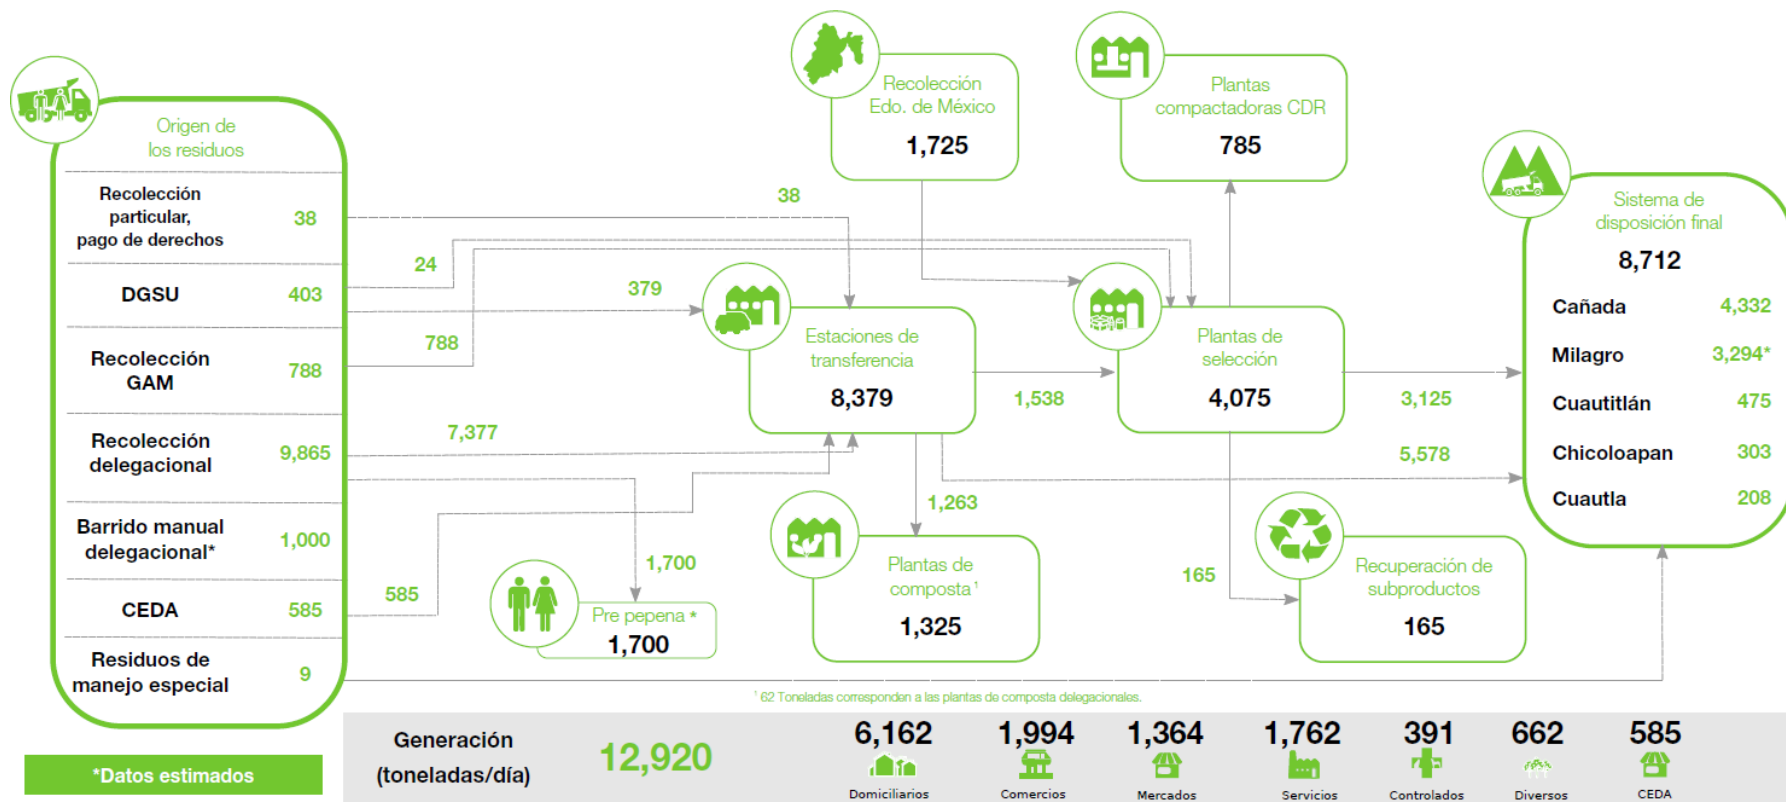 Origen de
los residuos
Recolección
particular,
pago de derechos
38
DGSU
403
Recolección
GAM
788
Recolección
delegacional
9,865
Barrido manual
delegacional*
1,000
CEDA
585
Residuos de
manejo especial
9
*Datos estimados
38
24
379
788
7,377
1,700
585
Recolección
Edo. de México
1,725
Plantas
compactadoras CDR
785
Estaciones de
transferencia
8,379
1,538
Plantas de
selección
4,075
3,125
5,578
1,263
165
Pre pepena *
1,700
Plantas de
composta ¹
1,325
Recuperación de
subproductos
165
Sistema de
disposición final
8,712
Cañada 4,332
Milagro 3,294*
Cuautitlán 475
Chicoloapan 303
Cuautla 208
¹ 62 Toneladas corresponden a las plantas de composta delegacionales.
Generación
(toneladas/día)
12,920
6,162
Domiciliarios
1,994
Comercios
1,364
Mercados
1,762
Servicios
391
Controlados
662
Diversos
585
CEDA